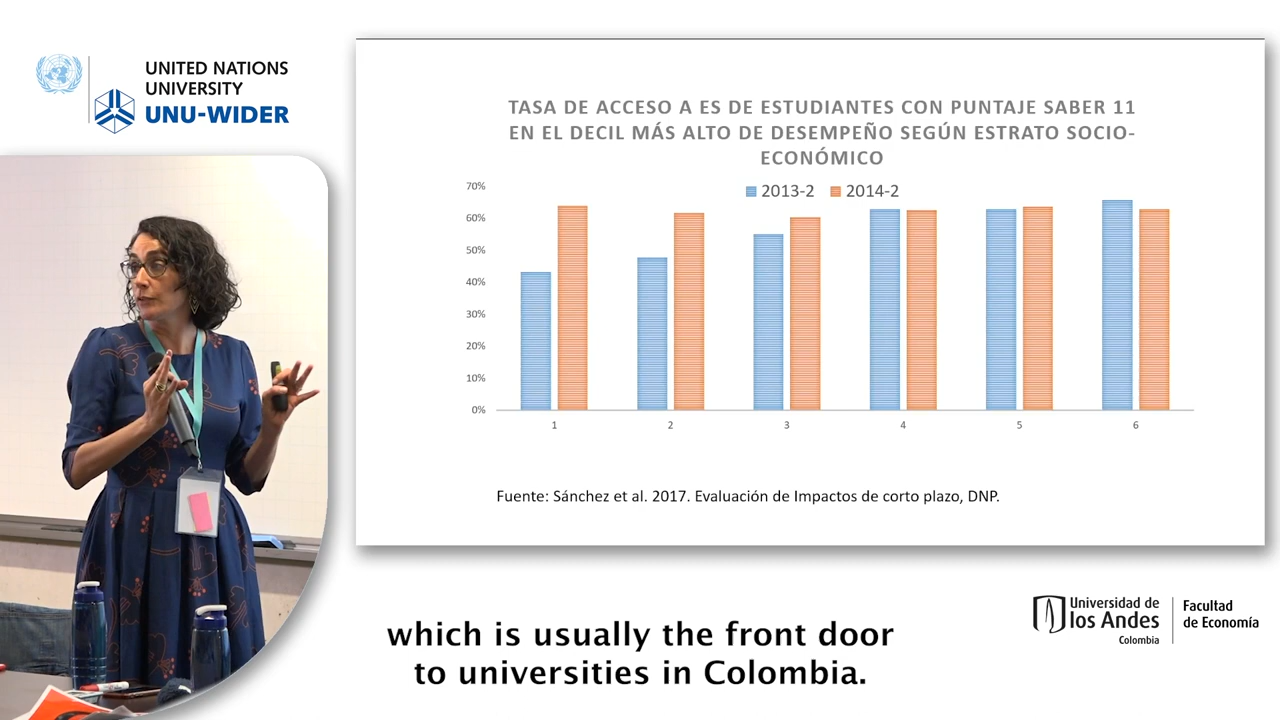 UNITED NATIONS
UNIVERSITY
UNU-WIDER
TASA DE ACCESO A ES DE ESTUDIANTES CON PUNTAJE SABER 11
EN EL DECIL MÁS ALTO DE DESEMPEÑO SEGÚN ESTRATO SOCIO-
ECONÓMICO
2013-2 2014-2
70%
60%
50%
40%
30%
20%
10%
0%
1 2 3 4 5 6
Fuente: Sánchez et al. 2017. Evaluación de Impactos de corto plazo, DNP.
which is usually the front door
to universities in Colombia.
Universidad de
los Andes
Colombia
Facultad
de Economía